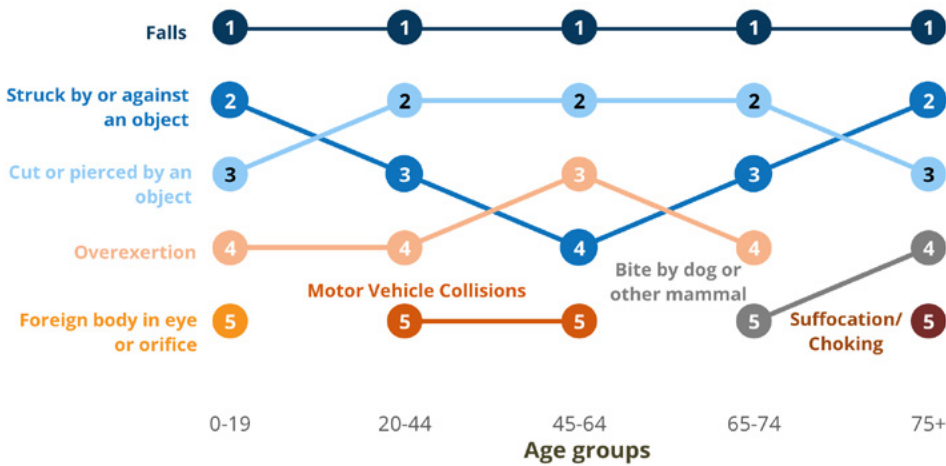 Falls
1 1 1 1 1
Struck by or against
an object
2 2 2 2 2
Cut or pierced by an
object
3 3 3 3 3
Overexertion
4 4 4 4 4
Bite by dog or
other mammal
Motor Vehicle Collisions
Foreign body in eye
or orifice
5 5 5 5 5
Suffocation/
Choking
0-19 20-44 45-64 65-74 75+
Age groups